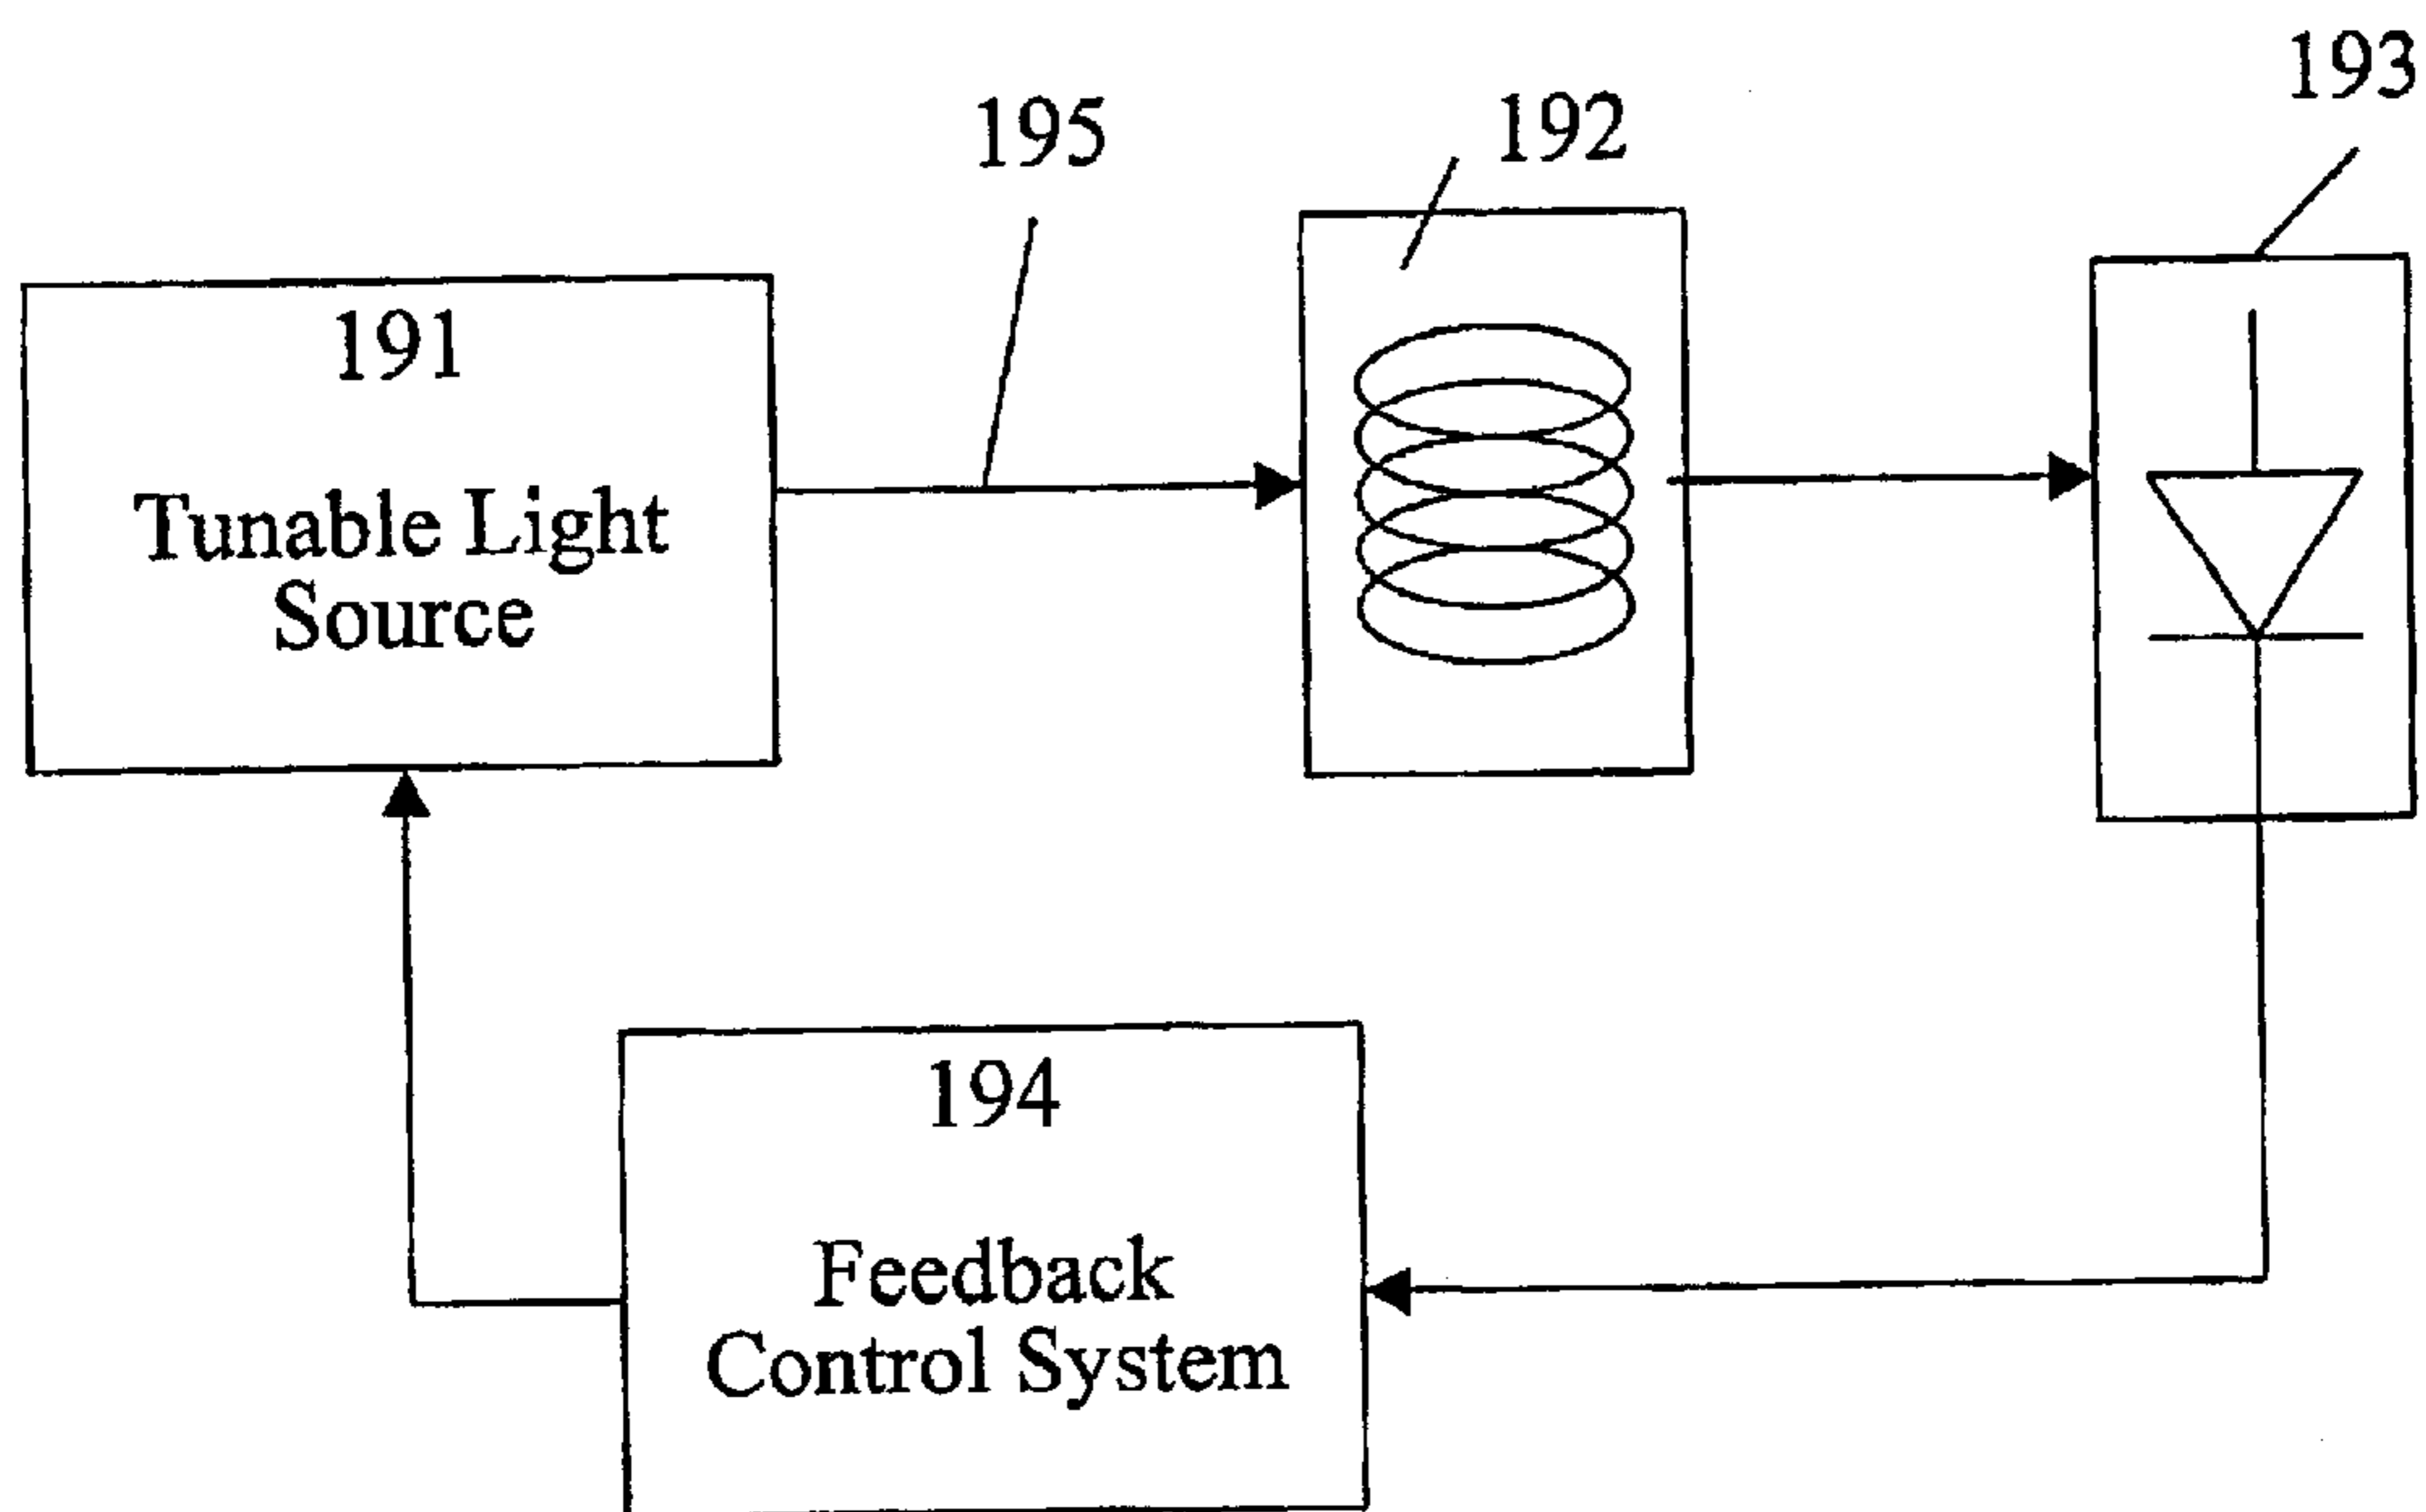 193
195
192
191
Tunable Light
Source
194
Feedback
Control System